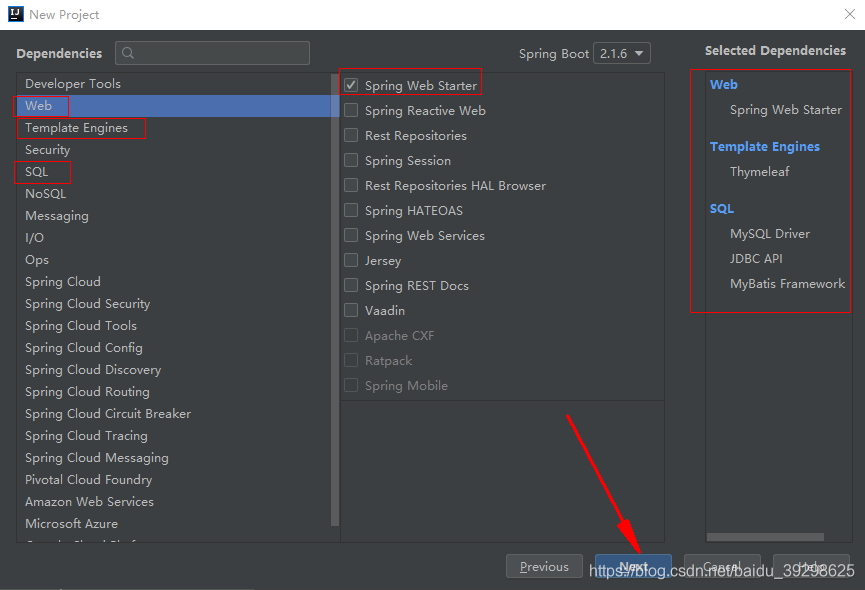 New Project
Dependencies
Spring Boot 2.1.6
Selected Dependencies
Developer Tools
Web
Template Engines
Security
SQL
NoSQL
Messaging
I/O
Ops
Spring Cloud
Spring Cloud Security
Spring Cloud Tools
Spring Cloud Config
Spring Cloud Discovery
Spring Cloud Routing
Spring Cloud Circuit Breaker
Spring Cloud Tracing
Spring Cloud Messaging
Pivotal Cloud Foundry
Amazon Web Services
Microsoft Azure
Spring Web Starter
Spring Reactive Web
Rest Repositories
Spring Session
Rest Repositories HAL Browser
Spring HATEOAS
Spring Web Services
Jersey
Spring REST Docs
Vaadin
Apache CXF
Ratpack
Spring Mobile
Web
Spring Web Starter
Template Engines
Thymeleaf
SQL
MySQL Driver
JDBC API
MyBatis Framework
Previous
Next
Cancel
Help
https://blog.csdn.net/baidu_39298625